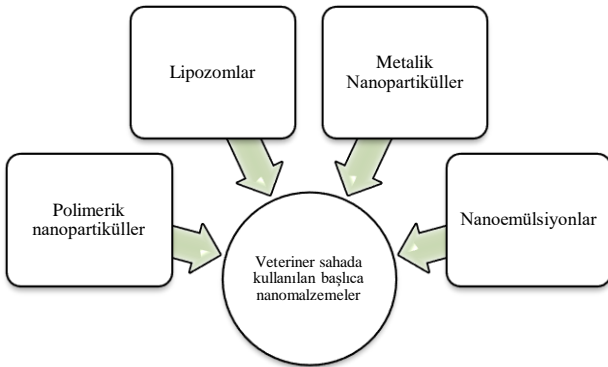 Lipozomlar
Metalik
Nanopartiküller
Polimerik
nanopartiküller
Nanoemülsiyonlar
Veteriner sahada
kullanılan başlıca
nanomalzemeler